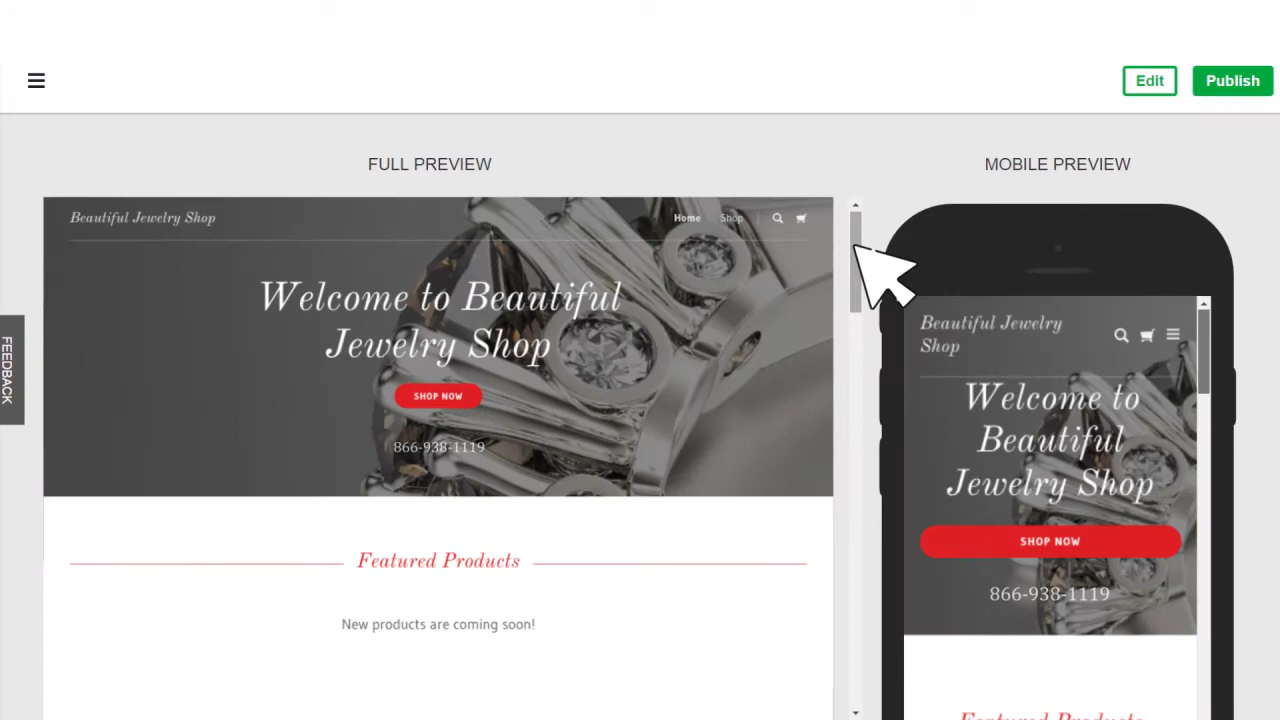 Edit
Publish
FULL PREVIEW
MOBILE PREVIEW
Beautiful Jewelry Shop
Home
Shop
Welcome to Beautiful
Jewelry Shop
SHOP NOW
866-938-1119
Featured Products
New products are coming soon!
FEEDBACK
Beautiful Jewelry
Shop
Welcome to
Beautiful
Jewelry Shop
SHOP NOW
866-938-1119
Featured Products